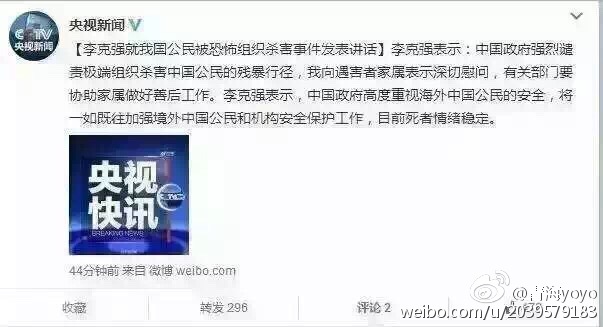 央视新闻
【李克强就我国公民被恐怖组织杀害事件发表讲话】李克强表示：中国政府强烈谴
责极端组织杀害中国公民的残暴行径，我向遇害者家属表示深切慰问，有关部门要
协助家属做好善后工作。李克强表示，中国政府高度重视海外中国公民的安全，将
一如既往加强境外中国公民和机构安全保护工作，目前死者情绪稳定。
央视
快讯
BREAKING NEWS
44分钟前 来自 微博 weibo.com
收藏
转发 296
评论 2
@青海yoyo
weibo.com/u/2039579183